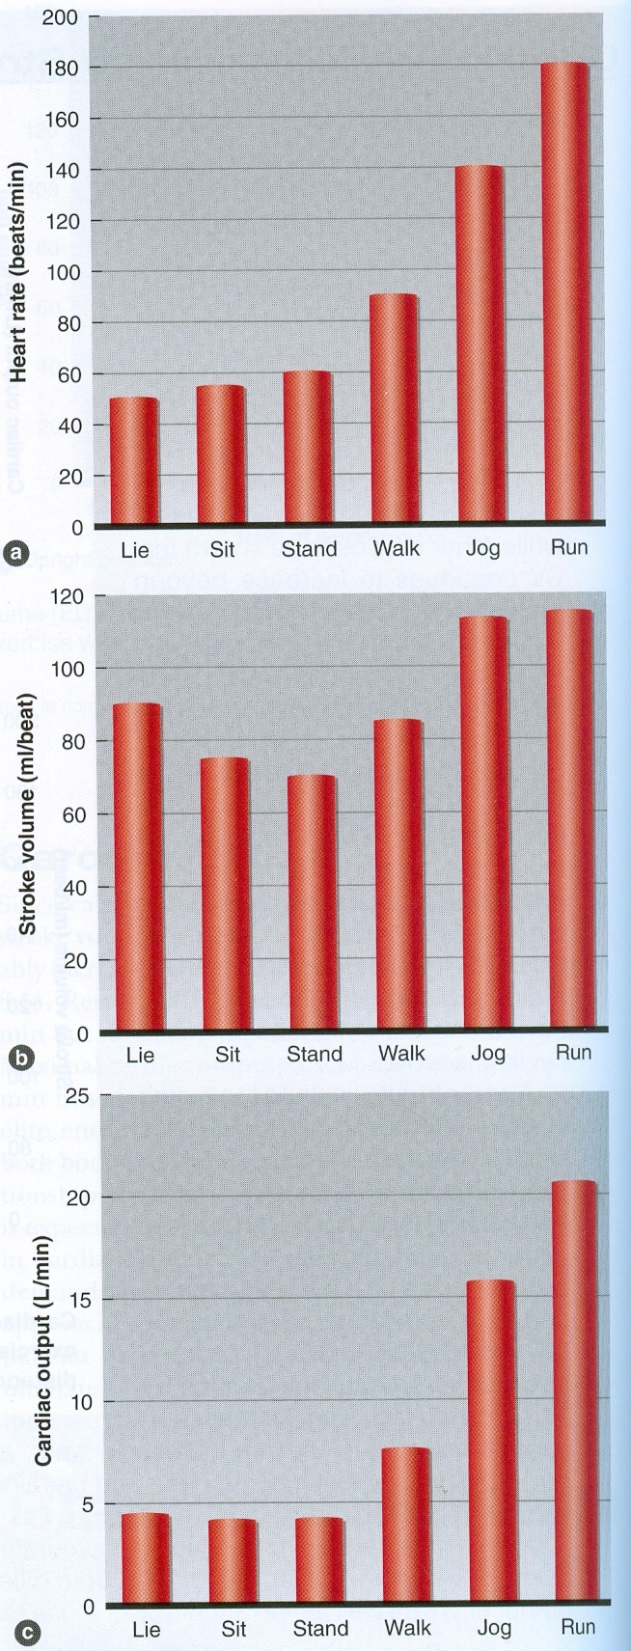 200
180
160
140
120
100
80
60
40
20
0
Heart rate (beats/min)
a
Lie Sit Stand Walk Jog Run
120
100
80
60
40
20
0
Stroke volume (ml/beat)
b
Lie Sit Stand Walk Jog Run
25
20
15
10
5
0
Cardiac output (L/min)
c
Lie Sit Stand Walk Jog Run